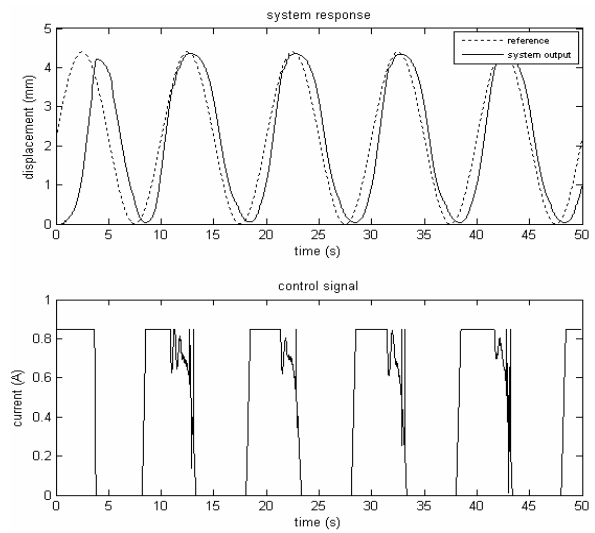 system response
5
4
3
2
1
0
displacement (mm)
reference
system output
0 5 10 15 20 25 30 35 40 45 50
time (s)
control signal
1
0.8
0.6
0.4
0.2
0
current (A)
0 5 10 15 20 25 30 35 40 45 50
time (s)